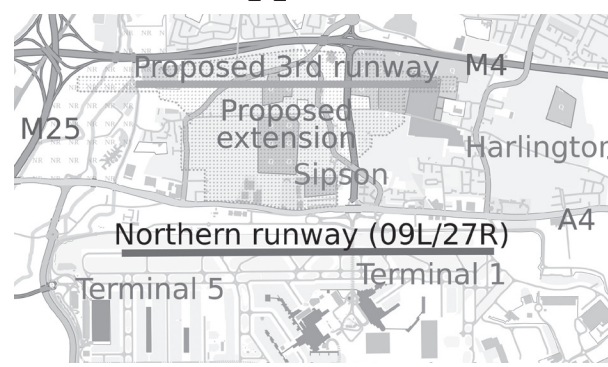 Proposed 3rd runway
M4
Proposed
extension
M25
Harlington
Sipson
A4
Northern runway (09L/27R)
Terminal 1
Terminal 5